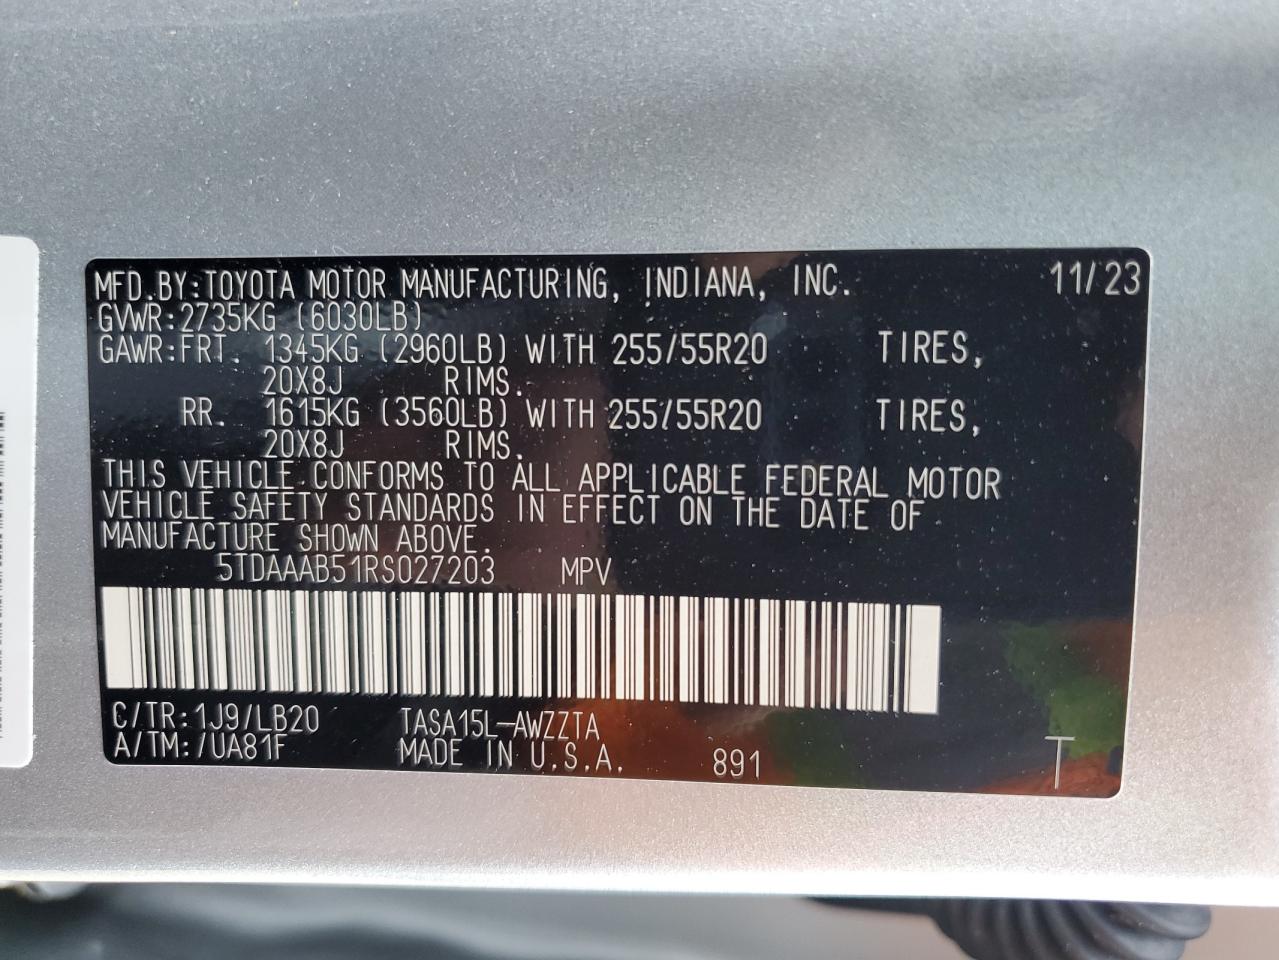 MFD.BY:TOYOTA MOTOR MANUFACTURING, INDIANA, INC. 11/23
GVWR:2735KG (6030LB)
GAWR:FRT. 1345KG (2960LB) WITH 255/55R20 TIRES,
20X8J RIMS.
RR. 1615KG (3560LB) WITH 255/55R20 TIRES,
20X8J RIMS.
THIS VEHICLE CONFORMS TO ALL APPLICABLE FEDERAL MOTOR
VEHICLE SAFETY STANDARDS IN EFFECT ON THE DATE OF
MANUFACTURE SHOWN ABOVE.
5TDAAAB51RS027203 MPV
C/TR:1J9/LB20 TASA15L-AWZZTA
A/TM:/UA81F MADE IN U.S.A. 891 T